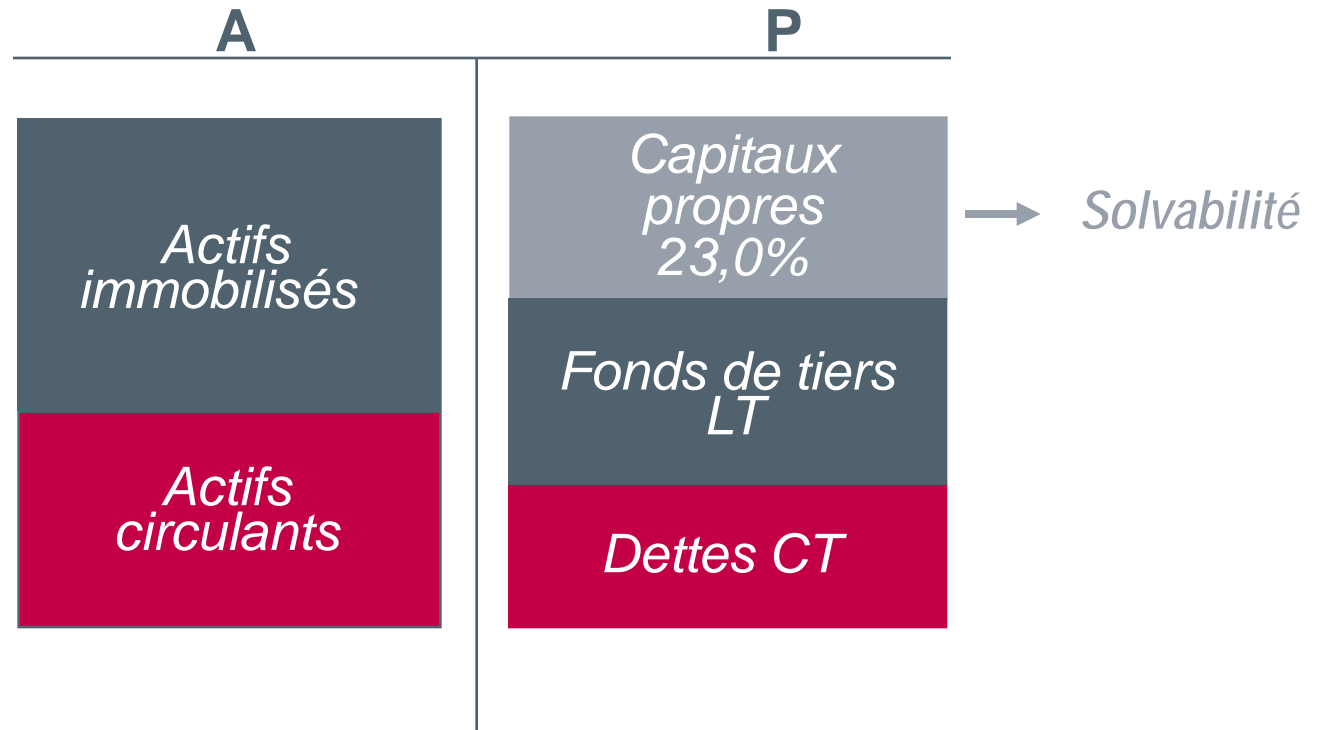 A
P
Actifs
immobilisés
Actifs
circulants
Capitaux
propres
23,0%
Solvabilité
Fonds de tiers
LT
Dettes CT